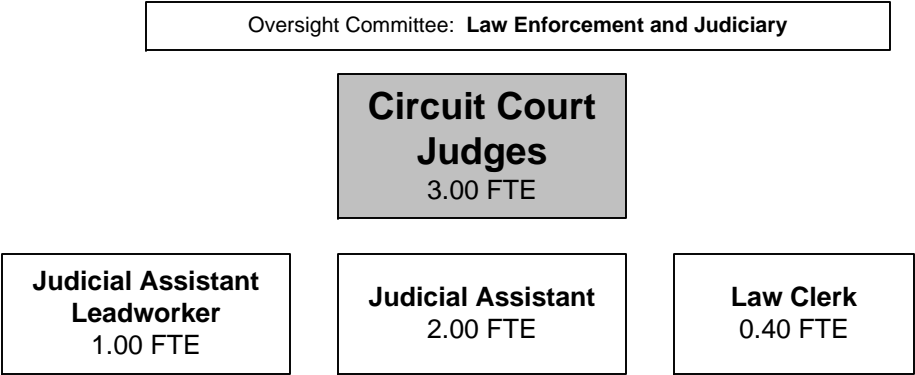 Oversight Committee: Law Enforcement and Judiciary
Circuit Court
Judges
3.00 FTE
Judicial Assistant
Leadworker
1.00 FTE
Judicial Assistant
2.00 FTE
Law Clerk
0.40 FTE